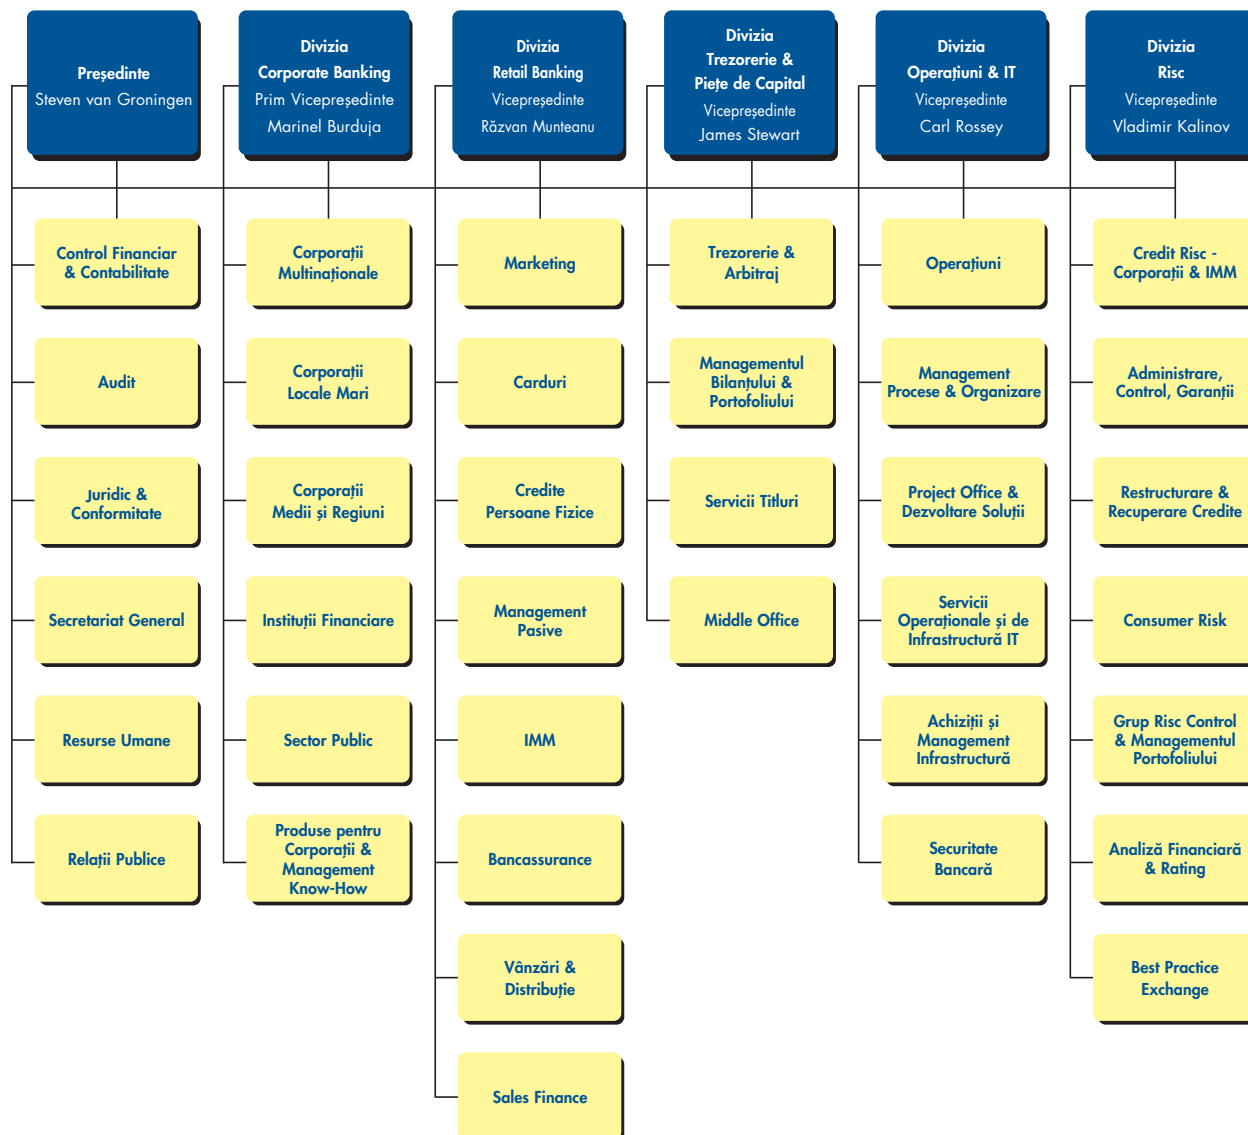 Președinte
Steven van Groningen
Divizia
Corporate Banking
Prim Vicepreședinte
Marinel Burduja
Divizia
Retail Banking
Vicepreședinte
Răzvan Munteanu
Divizia
Trezorerie &
Piețe de Capital
Vicepreședinte
James Stewart
Divizia
Operațiuni & IT
Vicepreședinte
Carl Rossey
Divizia
Risc
Vicepreședinte
Vladimir Kalinov
Control Financiar
& Contabilitate
Audit
Juridic &
Conformitate
Secretariat General
Resurse Umane
Relații Publice
Corporații
Multinaționale
Corporații
Locale Mari
Corporații
Medii și Regiuni
Instituții Financiare
Sector Public
Produse pentru
Corporații &
Management
Know-How
Marketing
Carduri
Credite
Persoane Fizice
Management
Pasive
IMM
Bancassurance
Vânzări &
Distribuție
Sales Finance
Trezorerie &
Arbitraj
Managementul
Bilanțului &
Portofoliului
Servicii Titluri
Middle Office
Operațiuni
Management
Procese & Organizare
Project Office &
Dezvoltare Soluții
Servicii
Operaționale și de
Infrastructură IT
Achiziții și
Management
Infrastructură
Securitate
Bancară
Credit Risc -
Corporații & IMM
Administrare,
Control, Garanții
Restructurare &
Recuperare Credite
Consumer Risk
Grup Risc Control
& Managementul
Portofoliului
Analiză Financiară
& Rating
Best Practice
Exchange